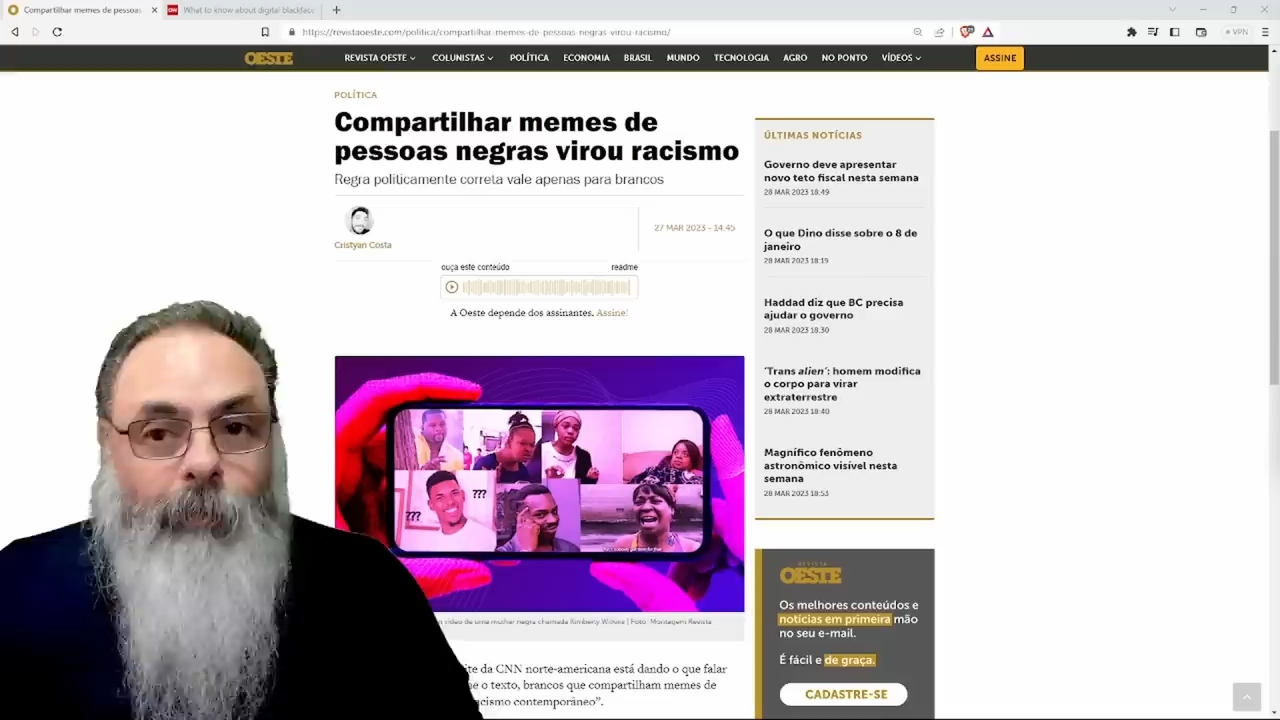 Compartilhar memes de pessoas
What to know about digital blackface
https://revistaoeste.com/politica/compartilhar-memes-de-pessoas-negras-virou-racismo/
VPN
OESTE
REVISTA OESTE
COLUNISTAS
POLÍTICA
ECONOMIA
BRASIL
MUNDO
TECNOLOGIA
AGRO
NO PONTO
VÍDEOS
ASSINE
POLÍTICA
Compartilhar memes de
pessoas negras virou racismo
Regra politicamente correta vale apenas para brancos
Cristyan Costa
27 MAR 2023 - 14:45
ouça este conteúdo
readme
A Oeste depende dos assinantes. Assine!
???
???
vídeo de uma mulher negra chamada Kimberly Wilkins | Foto: Montagem Revista
ite da CNN norte-americana está dando o que falar
e o texto, brancos que compartilham memes de
acismo contemporâneo”.
ÚLTIMAS NOTÍCIAS
Governo deve apresentar
novo teto fiscal nesta semana
28 MAR 2023 18:49
O que Dino disse sobre o 8 de
janeiro
28 MAR 2023 18:19
Haddad diz que BC precisa
ajudar o governo
28 MAR 2023 18:30
‘Trans alien’: homem modifica
o corpo para virar
extraterrestre
28 MAR 2023 18:40
Magnífico fenômeno
astronômico visível nesta
semana
28 MAR 2023 18:53
REVISTA
OESTE
Os melhores conteúdos e
notícias em primeira mão
no seu e-mail.
É fácil e de graça.
CADASTRE-SE